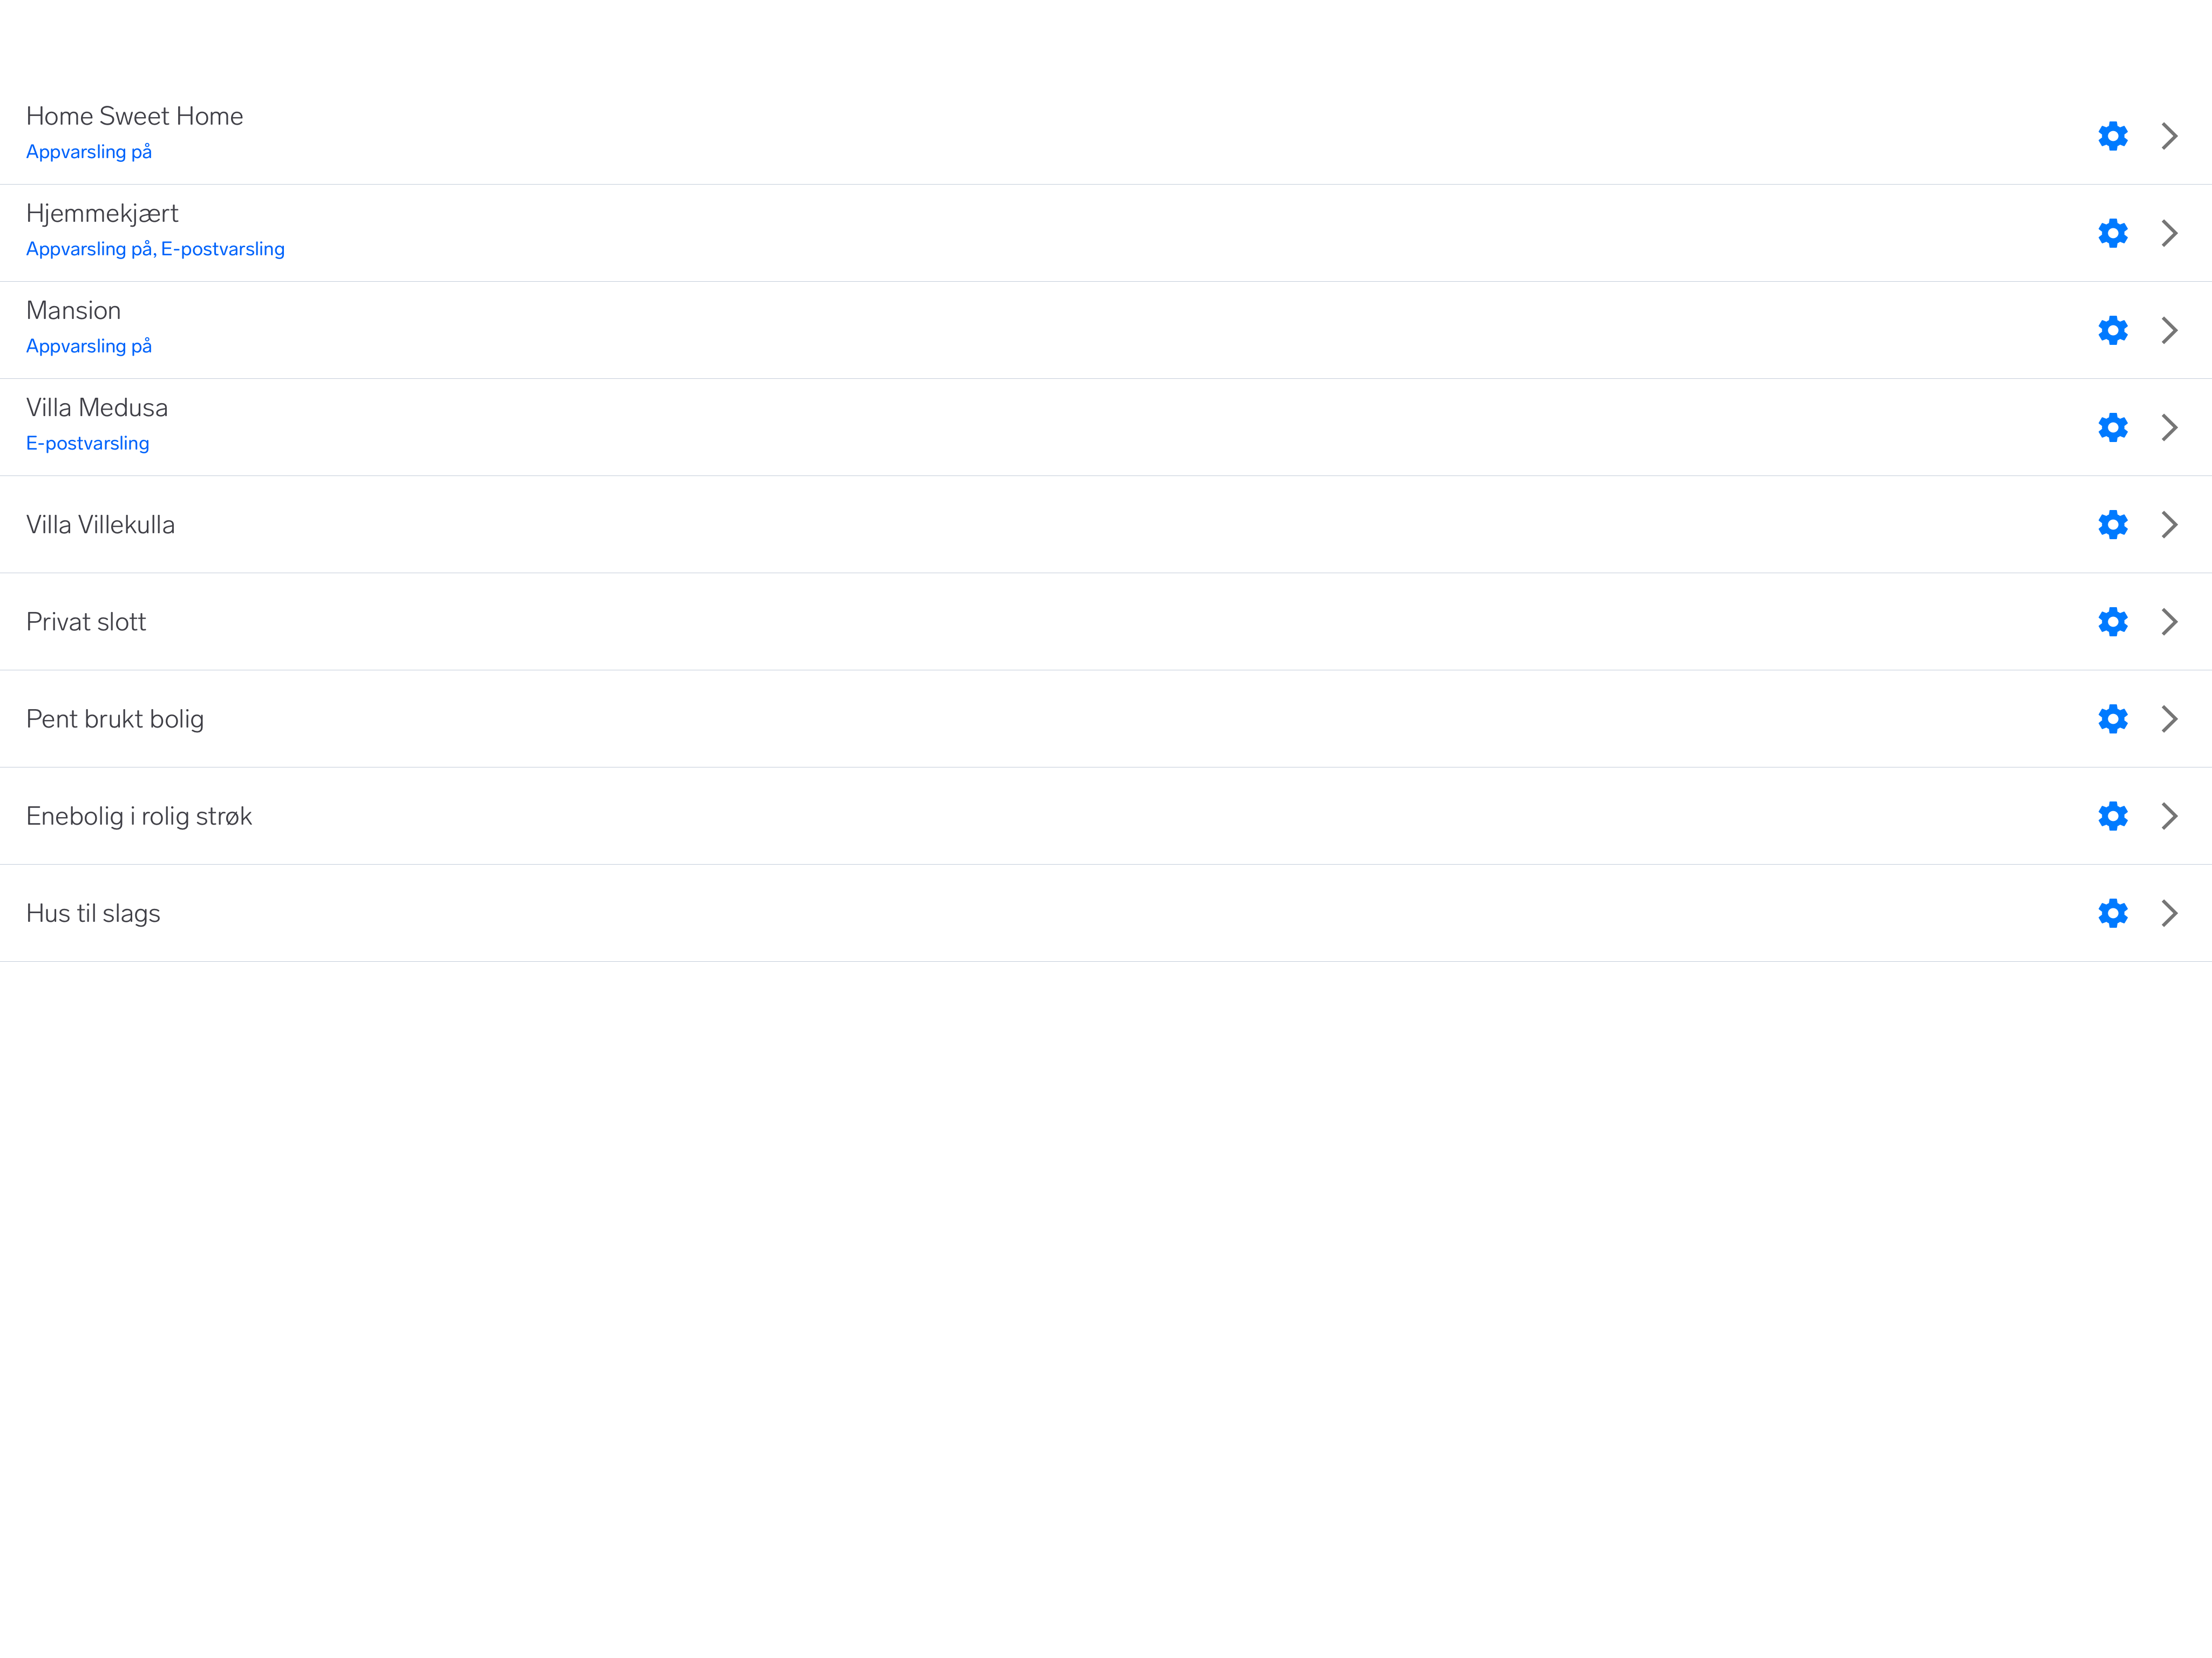 Home Sweet Home
Appvarsling på
Hjemmekjært
Appvarsling på, E-postvarsling
Mansion
Appvarsling på
Villa Medusa
E-postvarsling
Villa Villekulla
Privat slott
Pent brukt bolig
Enebolig i rolig strøk
Hus til slags